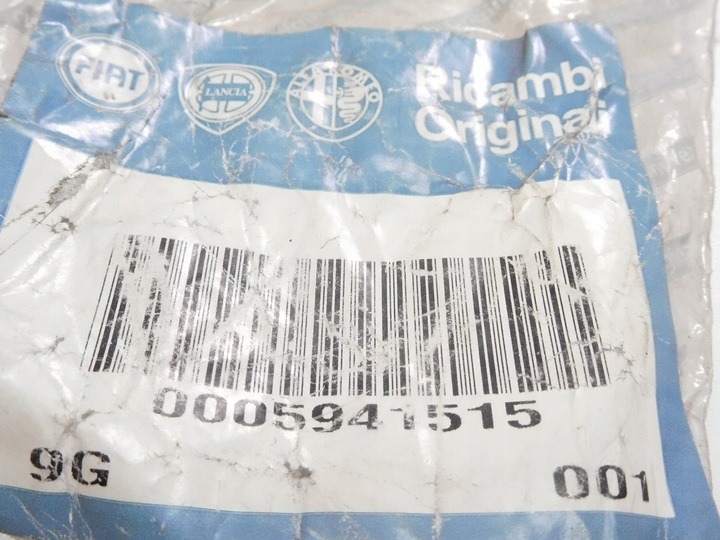 FIAT
LANCIA
ALFA ROMEO
Ricambi
Originali
0005941515
9G
001